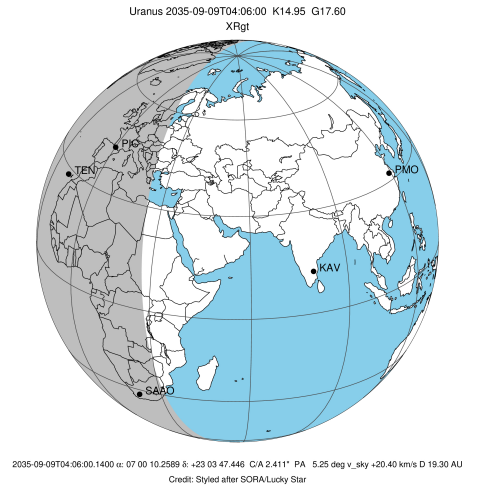 Uranus 2035-09-09T04:06:00 K14.95 G17.60
XRgt
PIC
TEN
PMO
KAV
SAAO
2035-09-09T04:06:00.1400 α: 07 00 10.2589 δ: +23 03 47.446 C/A 2.411" PA 5.25 deg v_sky +20.40 km/s D 19.30 AU
Credit: Styled after SORA/Lucky Star